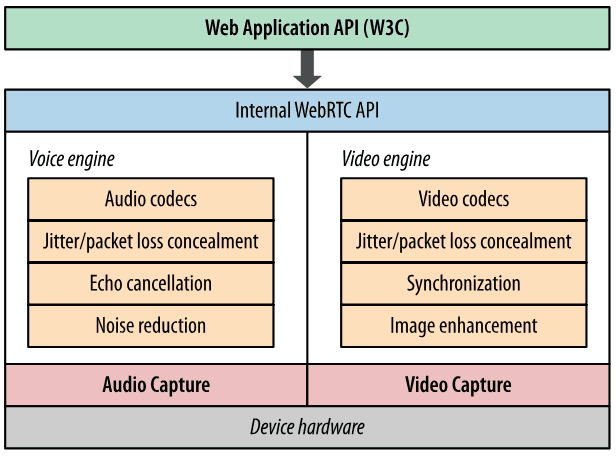 Web Application API (W3C)
Internal WebRTC API
Voice engine
Audio codecs
Jitter/packet loss concealment
Echo cancellation
Noise reduction
Video engine
Video codecs
Jitter/packet loss concealment
Synchronization
Image enhancement
Audio Capture
Video Capture
Device hardware